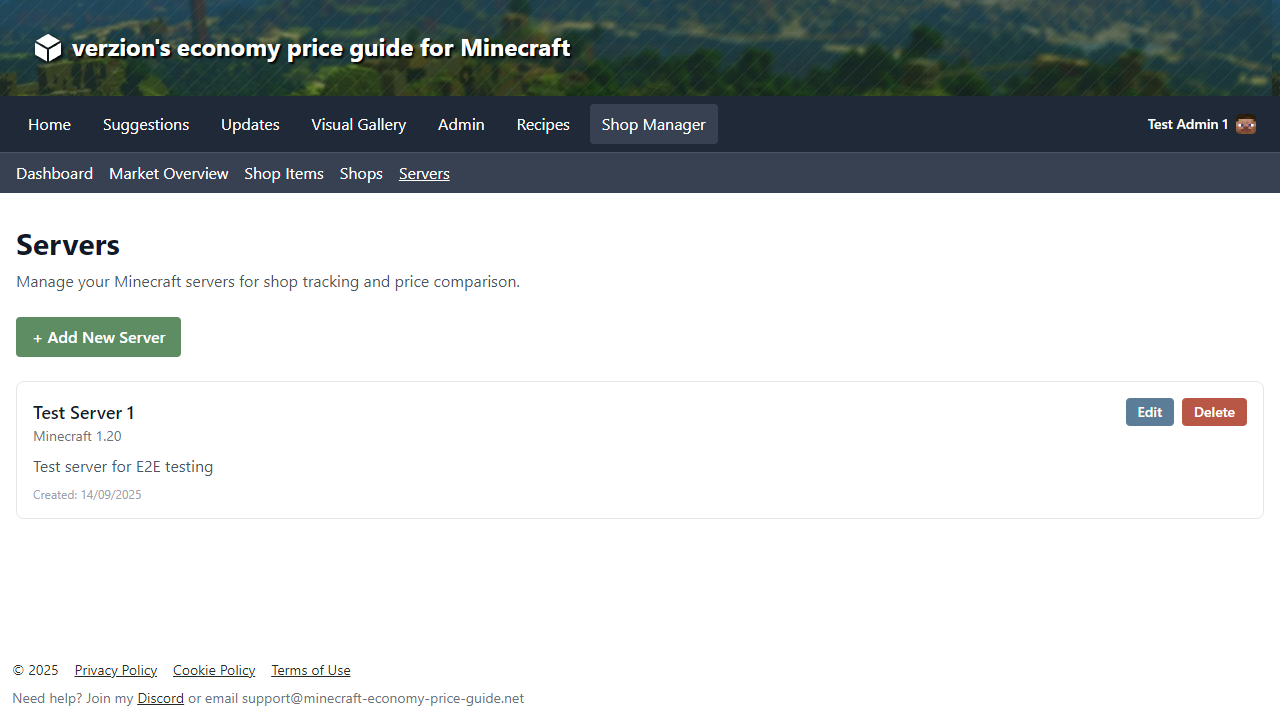 verzion's economy price guide for Minecraft
Home Suggestions Updates Visual Gallery Admin Recipes Shop Manager Test Admin 1
Dashboard Market Overview Shop Items Shops Servers
Servers
Manage your Minecraft servers for shop tracking and price comparison.
+ Add New Server
Test Server 1 Edit Delete
Minecraft 1.20
Test server for E2E testing
Created: 14/09/2025
© 2025 Privacy Policy Cookie Policy Terms of Use
Need help? Join my Discord or email support@minecraft-economy-price-guide.net